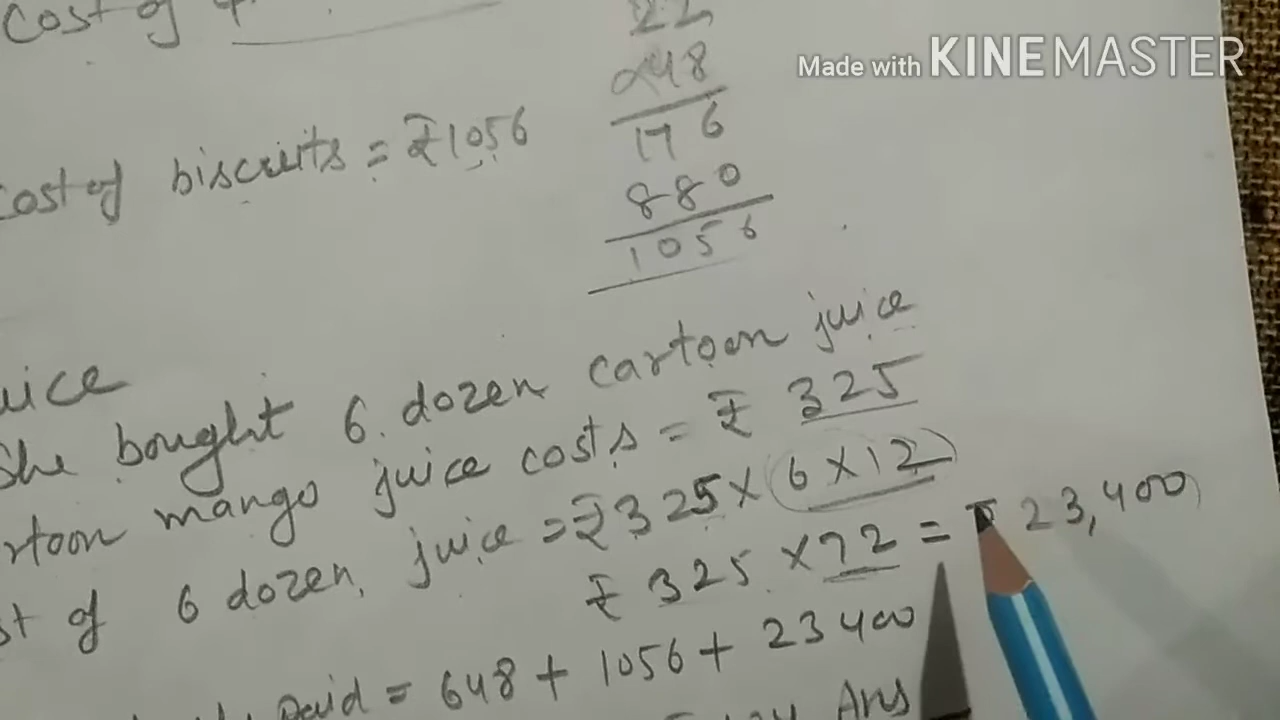 Cost of
22
Made with KINEMASTER
x48
cost of biscuits = ₹1056
176
880
1056
uice
She bought 6 dozen cartoon juice
rtoon mango juice costs = ₹ 325
st of 6 dozen, juice = ₹325 × (6 × 12)
₹ 325 × 72 = ₹ 23,400
Paid = 648 + 1056 + 23400
Ans